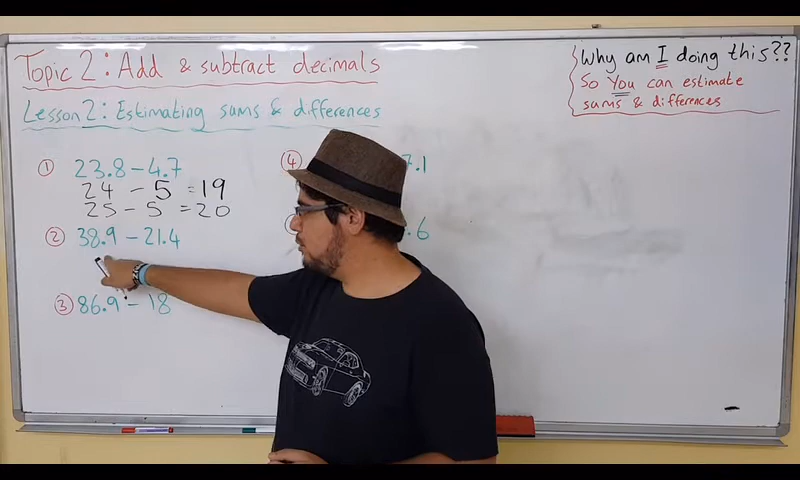 Topic 2: Add & subtract decimals
Lesson 2: Estimating sums & differences
Why am I doing this??
So You can estimate
sums & differences
① 23.8 - 4.7
24 - 5 = 19
25 - 5 = 20
② 38.9 - 21.4
③ 86.9 - 18
④ 7.1
.6